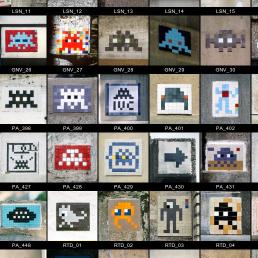 LSN_11 LSN_12 LSN_13 LSN_14 LSN_15
GNV_26 GNV_27 GNV_28 GNV_29 GNV_30
PA_398 PA_399 PA_400 PA_401 PA_402
PA_427 PA_428 PA_429 PA_430 PA_431
PA_448 RTD_01 RTD_02 RTD_03 RTD_04